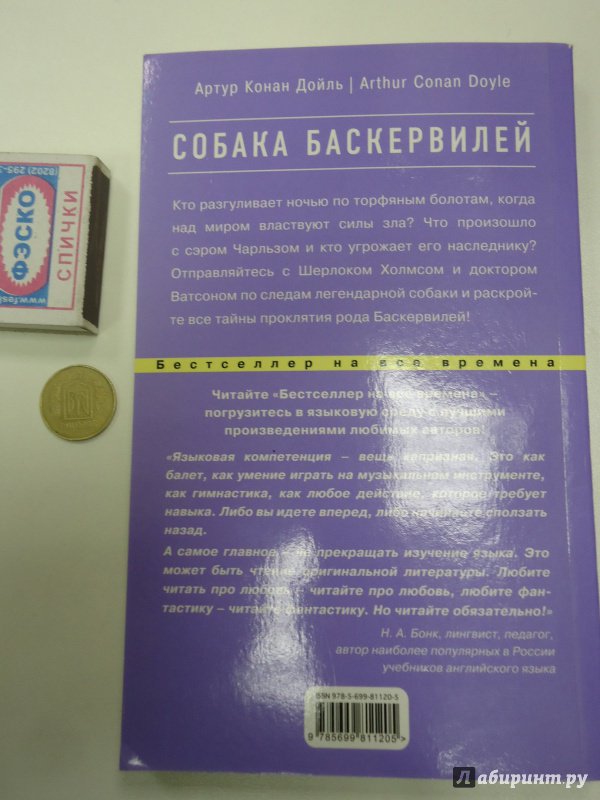 Артур Конан Дойль | Arthur Conan Doyle
СОБАКА БАСКЕРВИЛЕЙ
Кто разгуливает ночью по торфяным болотам, когда
над миром властвуют силы зла? Что произошло
с сэром Чарльзом и кто угрожает его наследнику?
Отправляйтесь с Шерлоком Холмсом и доктором
Ватсоном по следам легендарной собаки и раскрой-
те все тайны проклятия рода Баскервилей!
Бестселлер на все времена
Читайте «Бестселлер на все времена» –
погрузитесь в языковую среду с лучшими
произведениями любимых авторов!
«Языковая компетенция – вещь капризная. Это как
балет, как умение играть на музыкальном инструменте,
как гимнастика, как любое действие, которое требует
навыка. Либо вы идете вперед, либо начинаете сползать
назад.
А самое главное – не прекращать изучение языка. Это
может быть чтение оригинальной литературы. Любите
читать про любовь – читайте про любовь, любите фан-
тастику – читайте фантастику. Но читайте обязательно!»
Н. А. Бонк, лингвист, педагог,
автор наиболее популярных в России
учебников английского языка
ISBN 978-5-699-81120-5
9 785699 811205>
(8202) 295-
ФЭСКО
СПИЧКИ
www.fes
лабиринт.ру